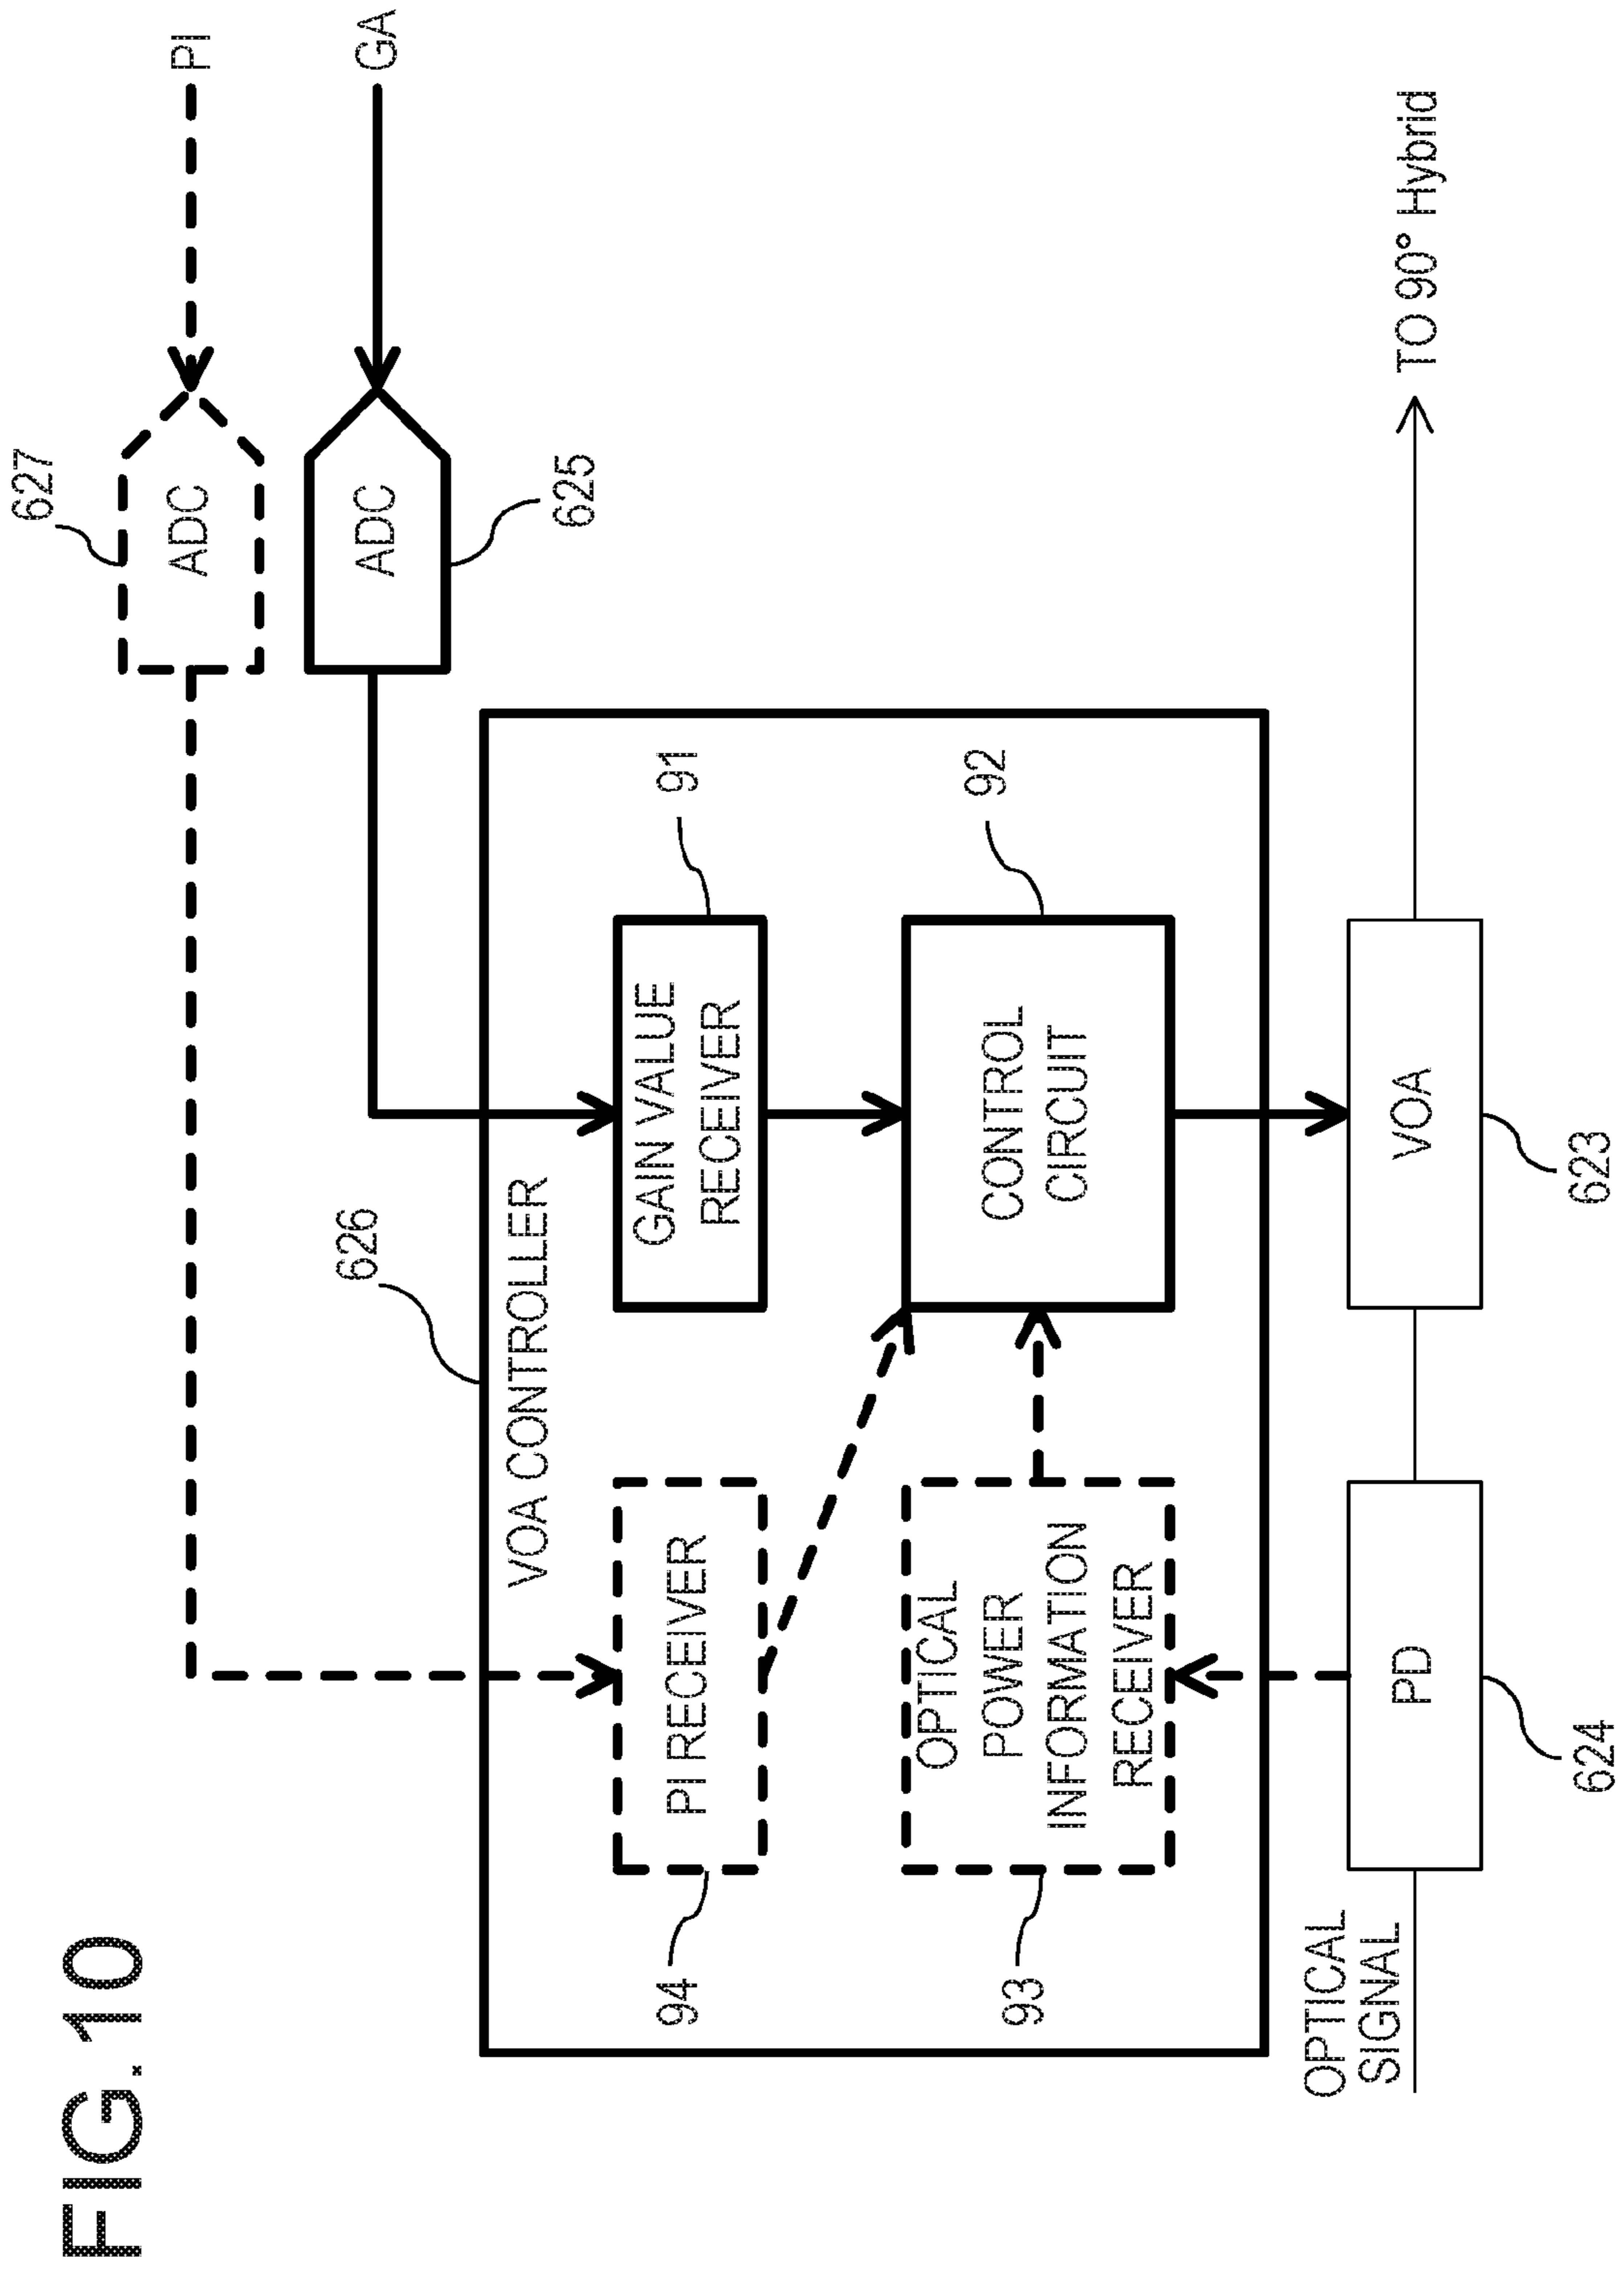 FIG.10
PI
GA
627
ADC
ADC
625
626
VOA CONTROLLER
94
PI RECEIVER
GAIN VALUE
RECEIVER
91
93
OPTICAL
POWER
INFORMATION
RECEIVER
CONTROL
CIRCUIT
92
OPTICAL
SIGNAL
PD
624
VOA
623
TO 90° Hybrid